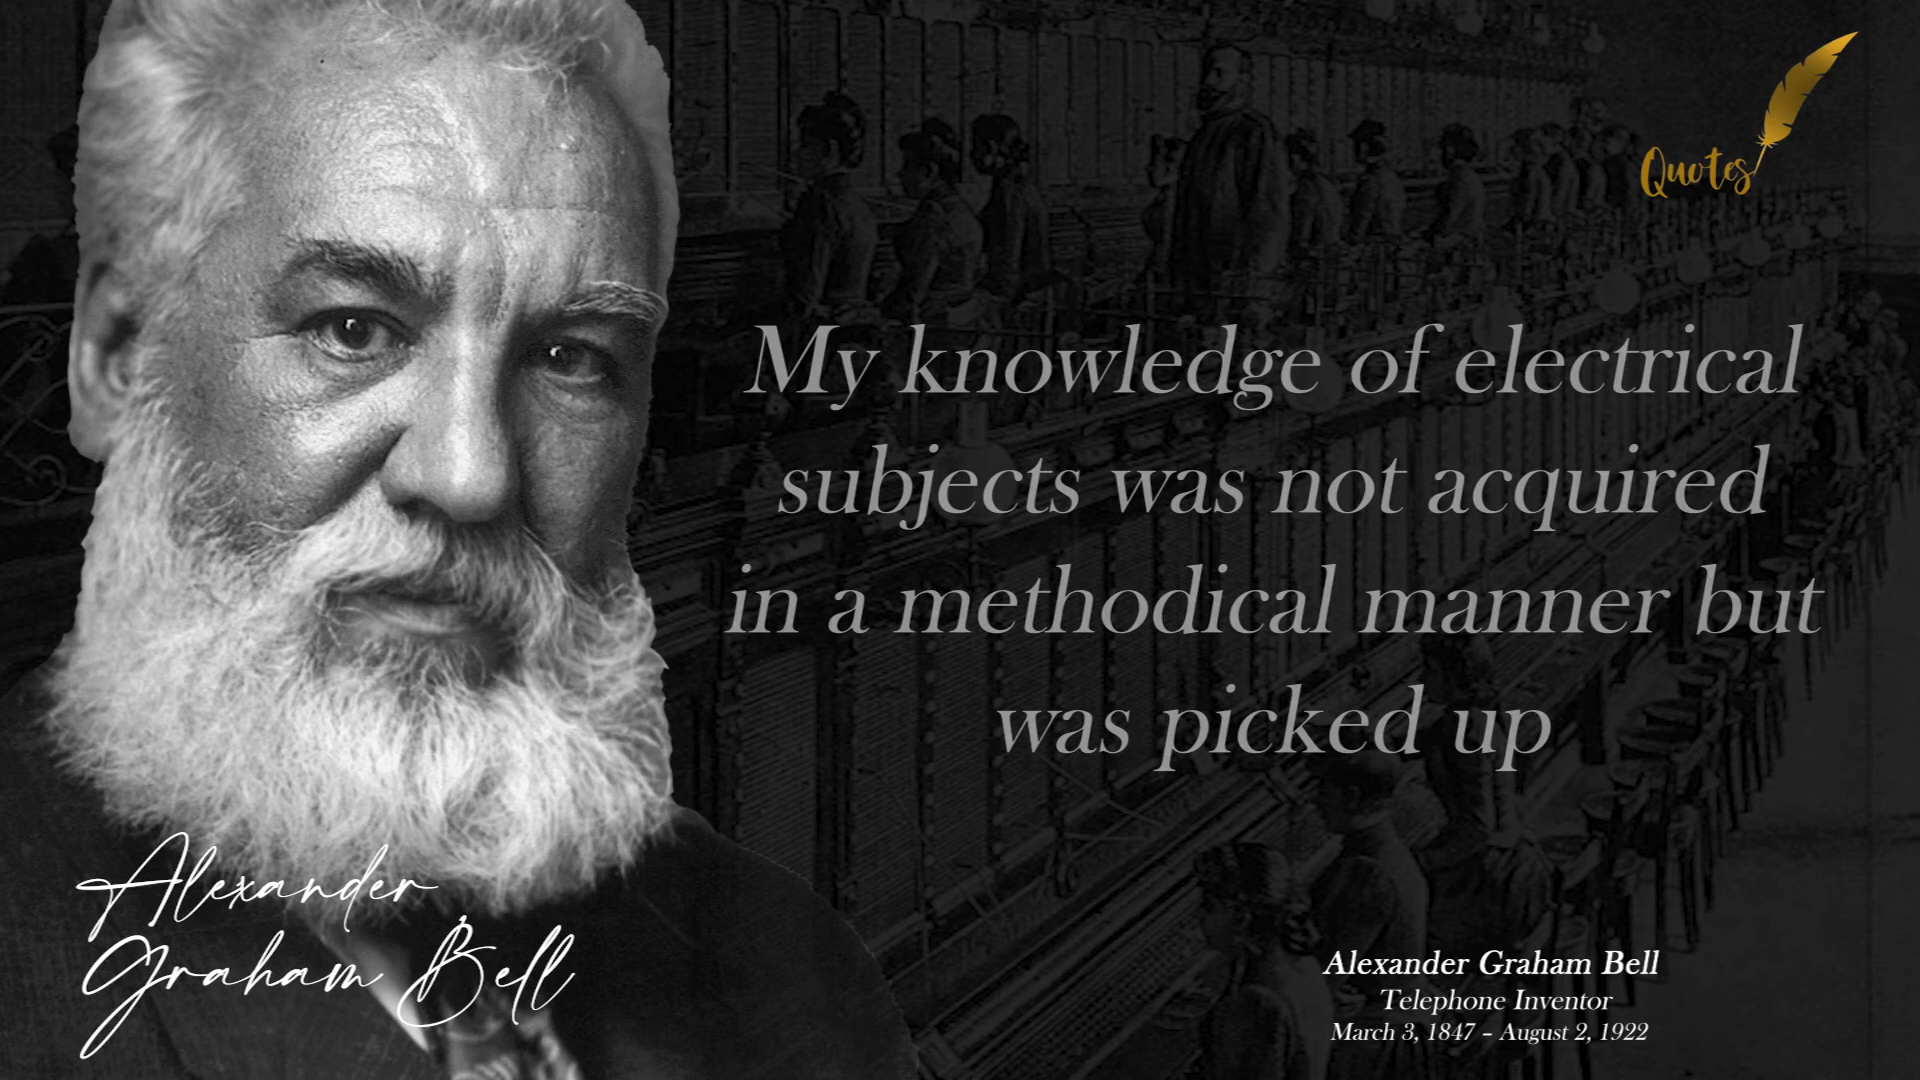 Quotes
My knowledge of electrical
subjects was not acquired
in a methodical manner but
was picked up
Alexander
Graham Bell
Alexander Graham Bell
Telephone Inventor
March 3, 1847 – August 2, 1922